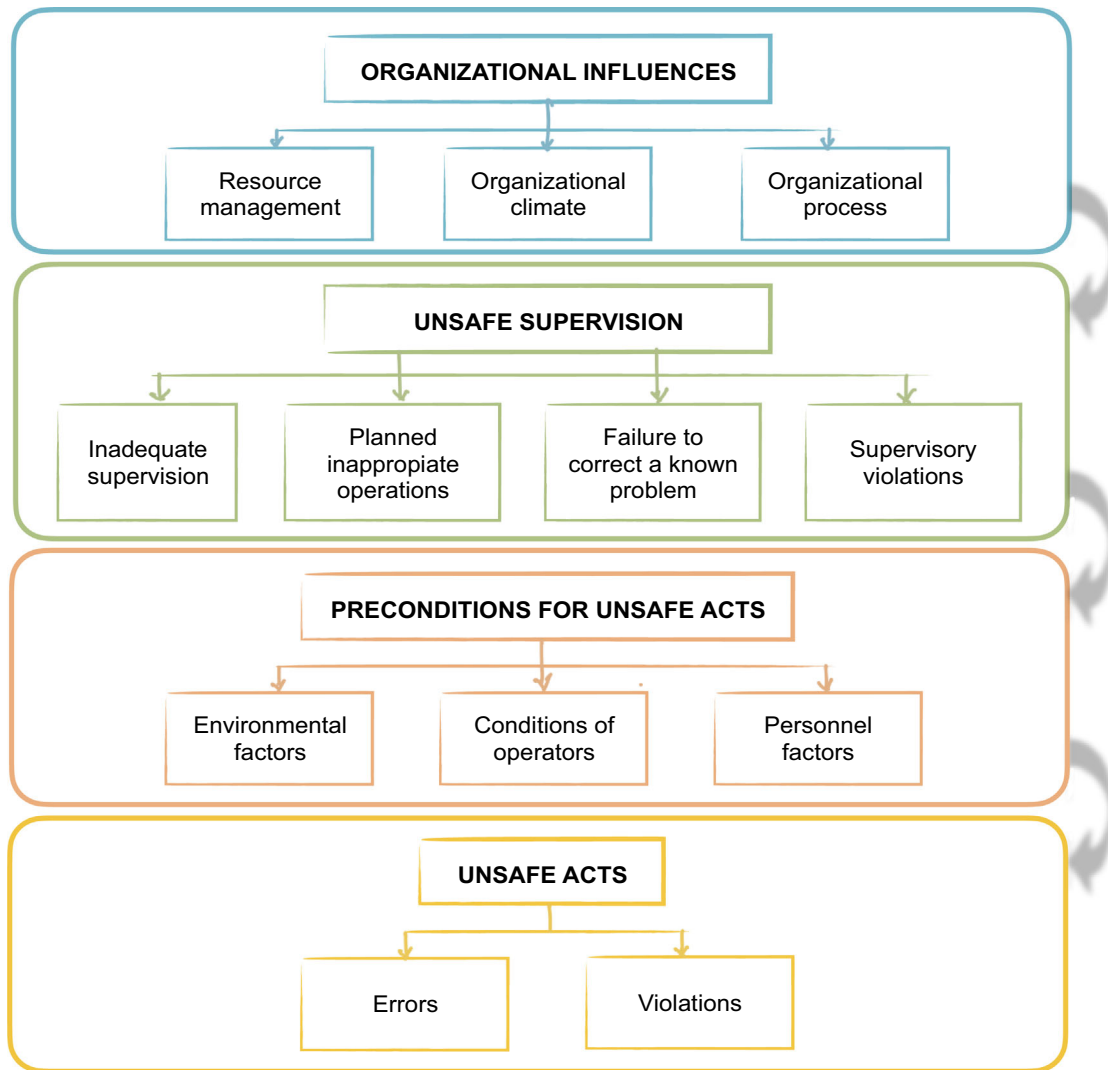 ORGANIZATIONAL INFLUENCES
Resource
management
Organizational
climate
Organizational
process
UNSAFE SUPERVISION
Inadequate
supervision
Planned
inappropiate
operations
Failure to
correct a known
problem
Supervisory
violations
PRECONDITIONS FOR UNSAFE ACTS
Environmental
factors
Conditions of
operators
Personnel
factors
UNSAFE ACTS
Errors
Violations